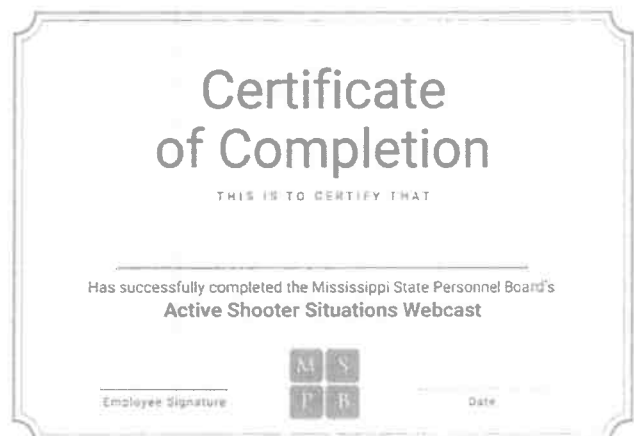 Certificate
of Completion
THIS IS TO CERTIFY THAT
Has successfully completed the Mississippi State Personnel Board's
Active Shooter Situations Webcast
M S
P B
Employee Signature
Date